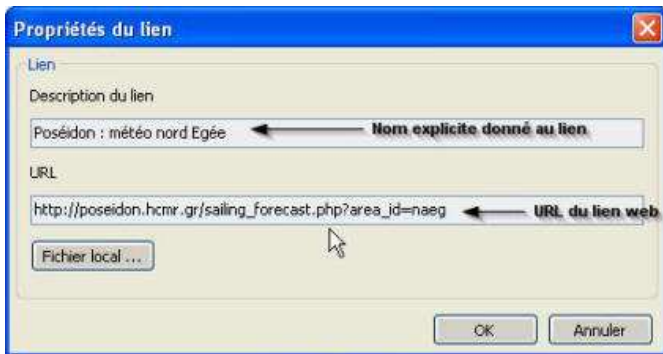 Propriétés du lien
Lien
Description du lien
Poséidon : météo nord Egée
Nom explicite donné au lien
URL
http://poseidon.hcmr.gr/sailing_forecast.php?area_id=naeg
URL du lien web
Fichier local ...
OK
Annuler